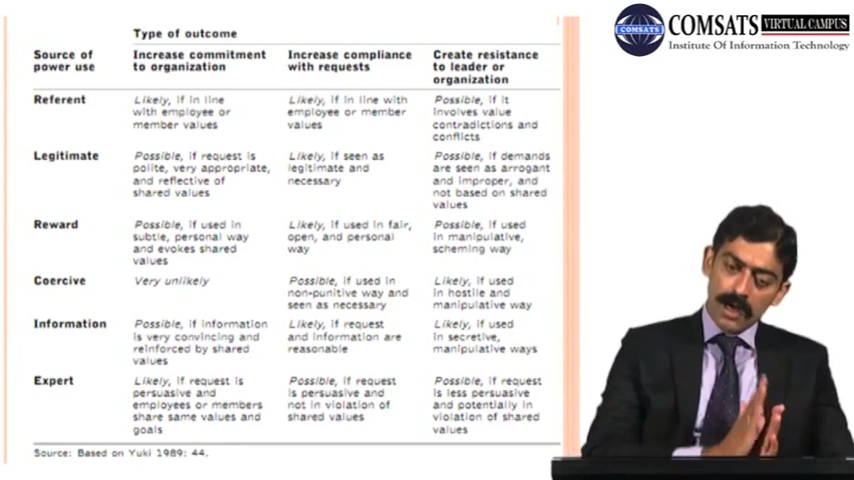 COMSATS
COMSATS VIRTUAL CAMPUS
Institute Of Information Technology
Type of outcome
Source of power use
Increase commitment to organization
Increase compliance with requests
Create resistance to leader or organization
Referent
Likely, if in line
with employee or
member values
Likely, if in line with
employee or member
values
Possible, if it
involves value
contradictions and
conflicts
Legitimate
Possible, if request is
polite, very appropriate,
and reflective of
shared values
Likely, if seen as
legitimate and
necessary
Possible, if demands
are seen as arrogant
and improper, and
not based on shared
values
Reward
Possible, if used in
subtle, personal way
and evokes shared
values
Likely, if used in fair,
open, and personal
way
Possible, if used
in manipulative,
scheming way
Coercive
Very unlikely
Possible, if used in
non-punitive way and
seen as necessary
Likely, if used
in hostile and
manipulative way
Information
Possible, if information
is very convincing and
reinforced by shared
values
Likely, if request
and information are
reasonable
Likely, if used
in secretive,
manipulative ways
Expert
Likely, if request is
persuasive and
employees or members
share same values and
goals
Possible, if request
is persuasive and
not in violation of
shared values
Possible, if request
is less persuasive
and potentially in
violation of shared
values
Source: Based on Yuki 1989: 44.